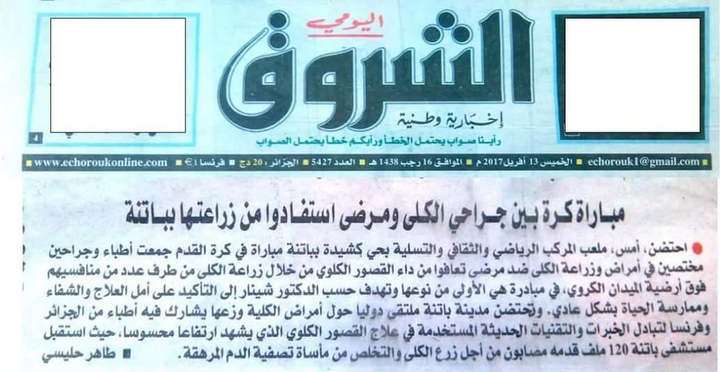 اليومي
الشروق
إخبارية وطنية
رأينا صواب يحتمل الخطأ ورأيكم خطأ يحتمل الصواب
4
www.echoroukonline.com ■ الخميس 13 أفريل 2017 م ■ الموافق 16 رجب 1438 هـ ■ العدد 5427 ■ الجزائر: 20 دج ■ فرنسا 1 € ■ echorouk1@gmail.com
مباراة كرة بين جراحي الكلى ومرضى استفادوا من زراعتها بباتنة
● احتضن، أمس، ملعب المركب الرياضي والثقافي والتسلية بحي كشيدة بباتنة مباراة في كرة القدم جمعت أطباء وجراحين
مختصين في أمراض وزراعة الكلى ضد مرضى تعافوا من داء القصور الكلوي من خلال زراعة الكلى من طرف عدد من منافسيهم
فوق أرضية الميدان الكروي، في مبادرة هي الأولى من نوعها وتهدف حسب الدكتور شينار إلى التأكيد على أمل العلاج والشفاء
وممارسة الحياة بشكل عادي. وتحتضن مدينة باتنة ملتقى دوليا حول أمراض الكلية وزرعها يشارك فيه أطباء من الجزائر
وفرنسا لتبادل الخبرات والتقنيات الحديثة المستخدمة في علاج القصور الكلوي الذي يشهد ارتفاعا محسوسا، حيث استقبل
مستشفى باتنة 120 ملف قدمه مصابون من أجل زرع الكلى والتخلص من مأساة تصفية الدم المرهقة. ■ طاهر حليسي